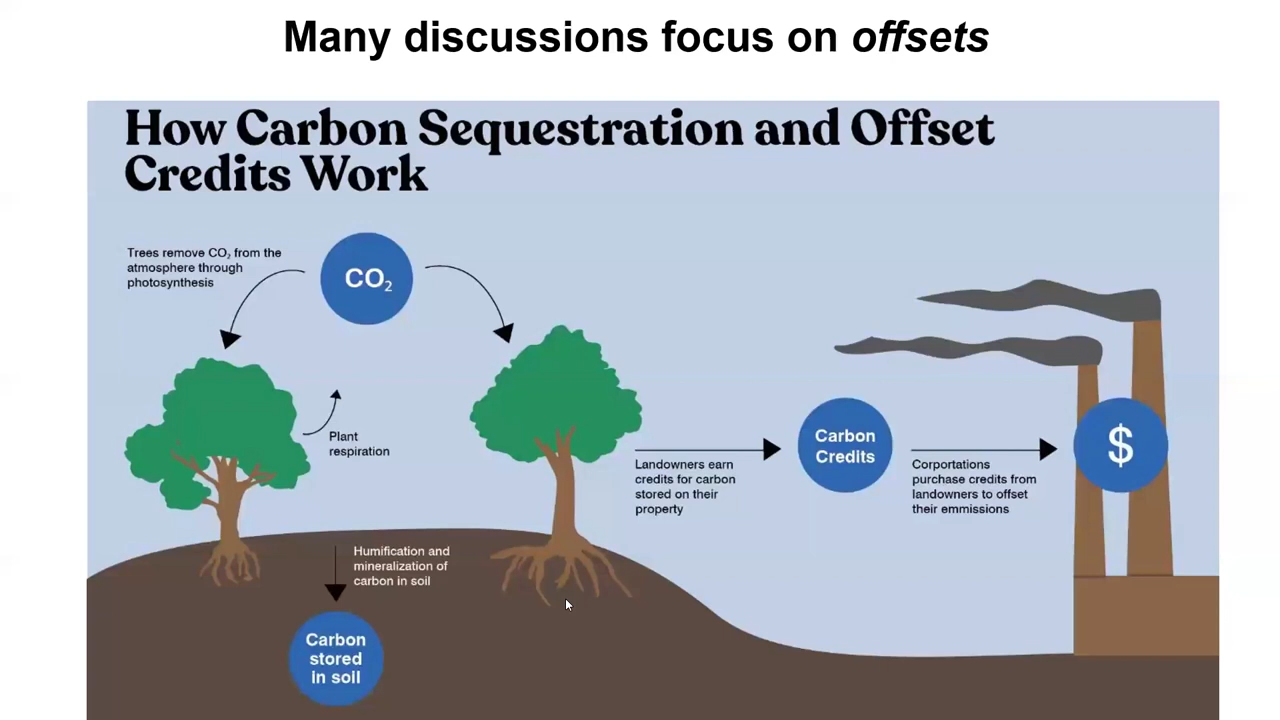 Many discussions focus on offsets
How Carbon Sequestration and Offset
Credits Work
Trees remove CO₂ from the
atmosphere through
photosynthesis
CO₂
Plant
respiration
Landowners earn
credits for carbon
stored on their
property
Carbon
Credits
Corportations
purchase credits from
landowners to offset
their emmissions
$
Humification and
mineralization of
carbon in soil
Carbon
stored
in soil